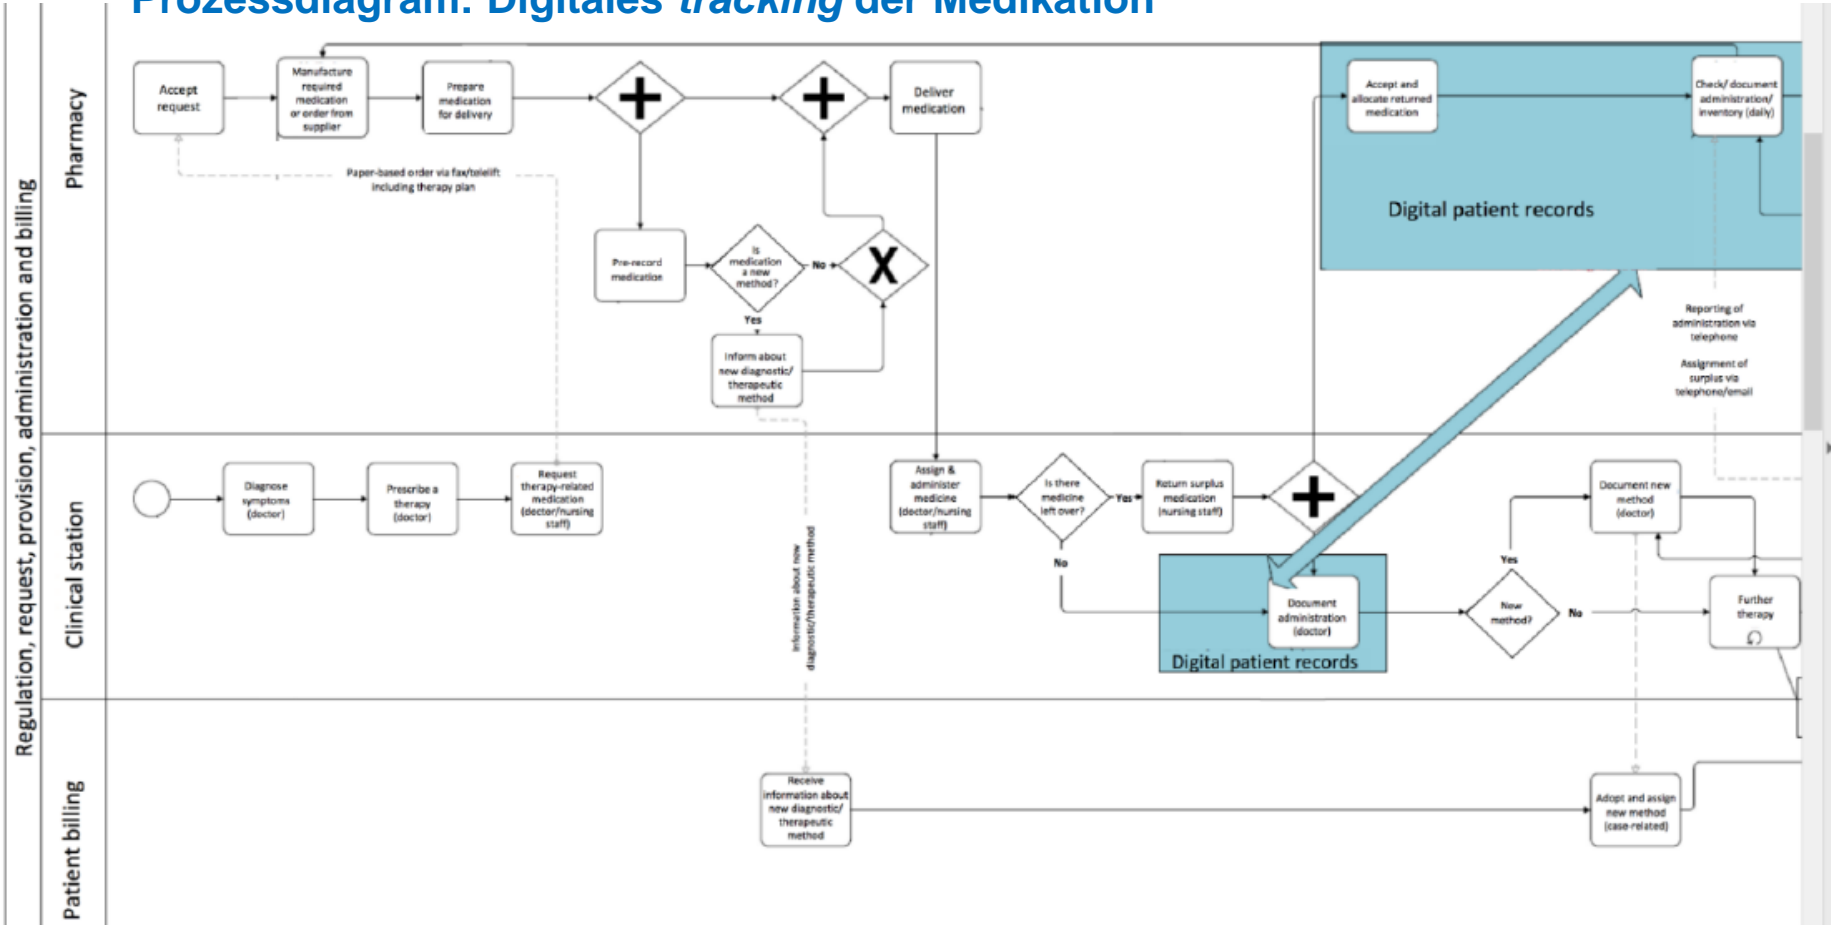 Prozessdiagram: Digitales tracking der Medikation
Regulation, request, provision, administration and billing
Pharmacy
Accept
request
Manufacture
required
medication
or order from
supplier
Prepare
medication
for delivery
Deliver
medication
Accept and
allocate returned
medication
Check/ document
administration/
inventory (daily)
Paper-based order via fax/telelift
including therapy plan
Digital patient records
Pre-record
medication
Is
medication
a new
method?
No
X
Yes
Inform about
new diagnostic/
therapeutic
method
Reporting of
administration via
telephone
Assignment of
surplus via
telephone/email
Clinical station
Diagnose
symptoms
(doctor)
Prescribe a
therapy
(doctor)
Request
therapy-related
medication
(doctor/nursing
staff)
Information about new
diagnostic/therapeutic method
Assign &
administer
medicine
(doctor/nursing
staff)
Is there
medicine
left over?
Yes
Return surplus
medication
(nursing staff)
No
Document
administration
(doctor)
Digital patient records
New
method?
Yes
No
Document new
method
(doctor)
Further
therapy
Patient billing
Receive
information about
new diagnostic/
therapeutic
method
Adopt and assign
new method
(case-related)